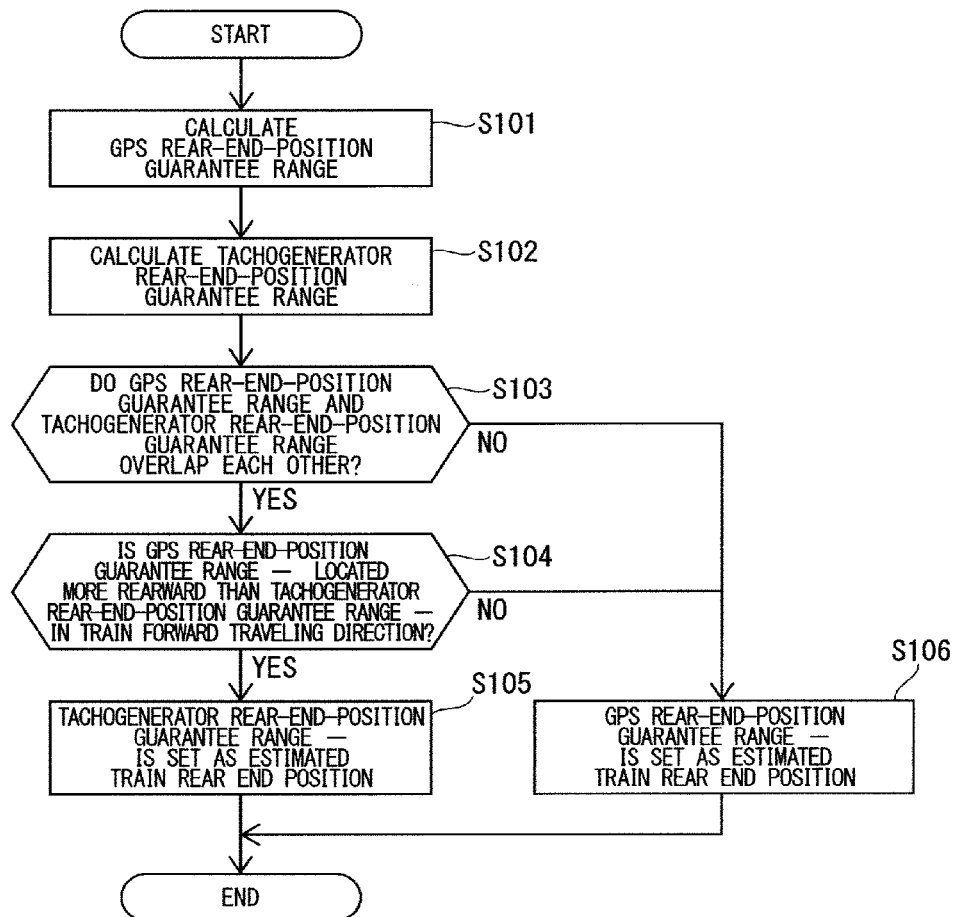 START
CALCULATE
GPS REAR-END-POSITION
GUARANTEE RANGE
S101
CALCULATE TACHOGENERATOR
REAR-END-POSITION
GUARANTEE RANGE
S102
DO GPS REAR-END-POSITION
GUARANTEE RANGE AND
TACHOGENERATOR REAR-END-POSITION
GUARANTEE RANGE
OVERLAP EACH OTHER?
S103
NO
YES
IS GPS REAR-END-POSITION
GUARANTEE RANGE — LOCATED
MORE REARWARD THAN TACHOGENERATOR
REAR-END-POSITION GUARANTEE RANGE —
IN TRAIN FORWARD TRAVELING DIRECTION?
S104
NO
YES
S105
TACHOGENERATOR REAR-END-POSITION
GUARANTEE RANGE —
IS SET AS ESTIMATED
TRAIN REAR END POSITION
S106
GPS REAR-END-POSITION
GUARANTEE RANGE —
IS SET AS ESTIMATED
TRAIN REAR END POSITION
END